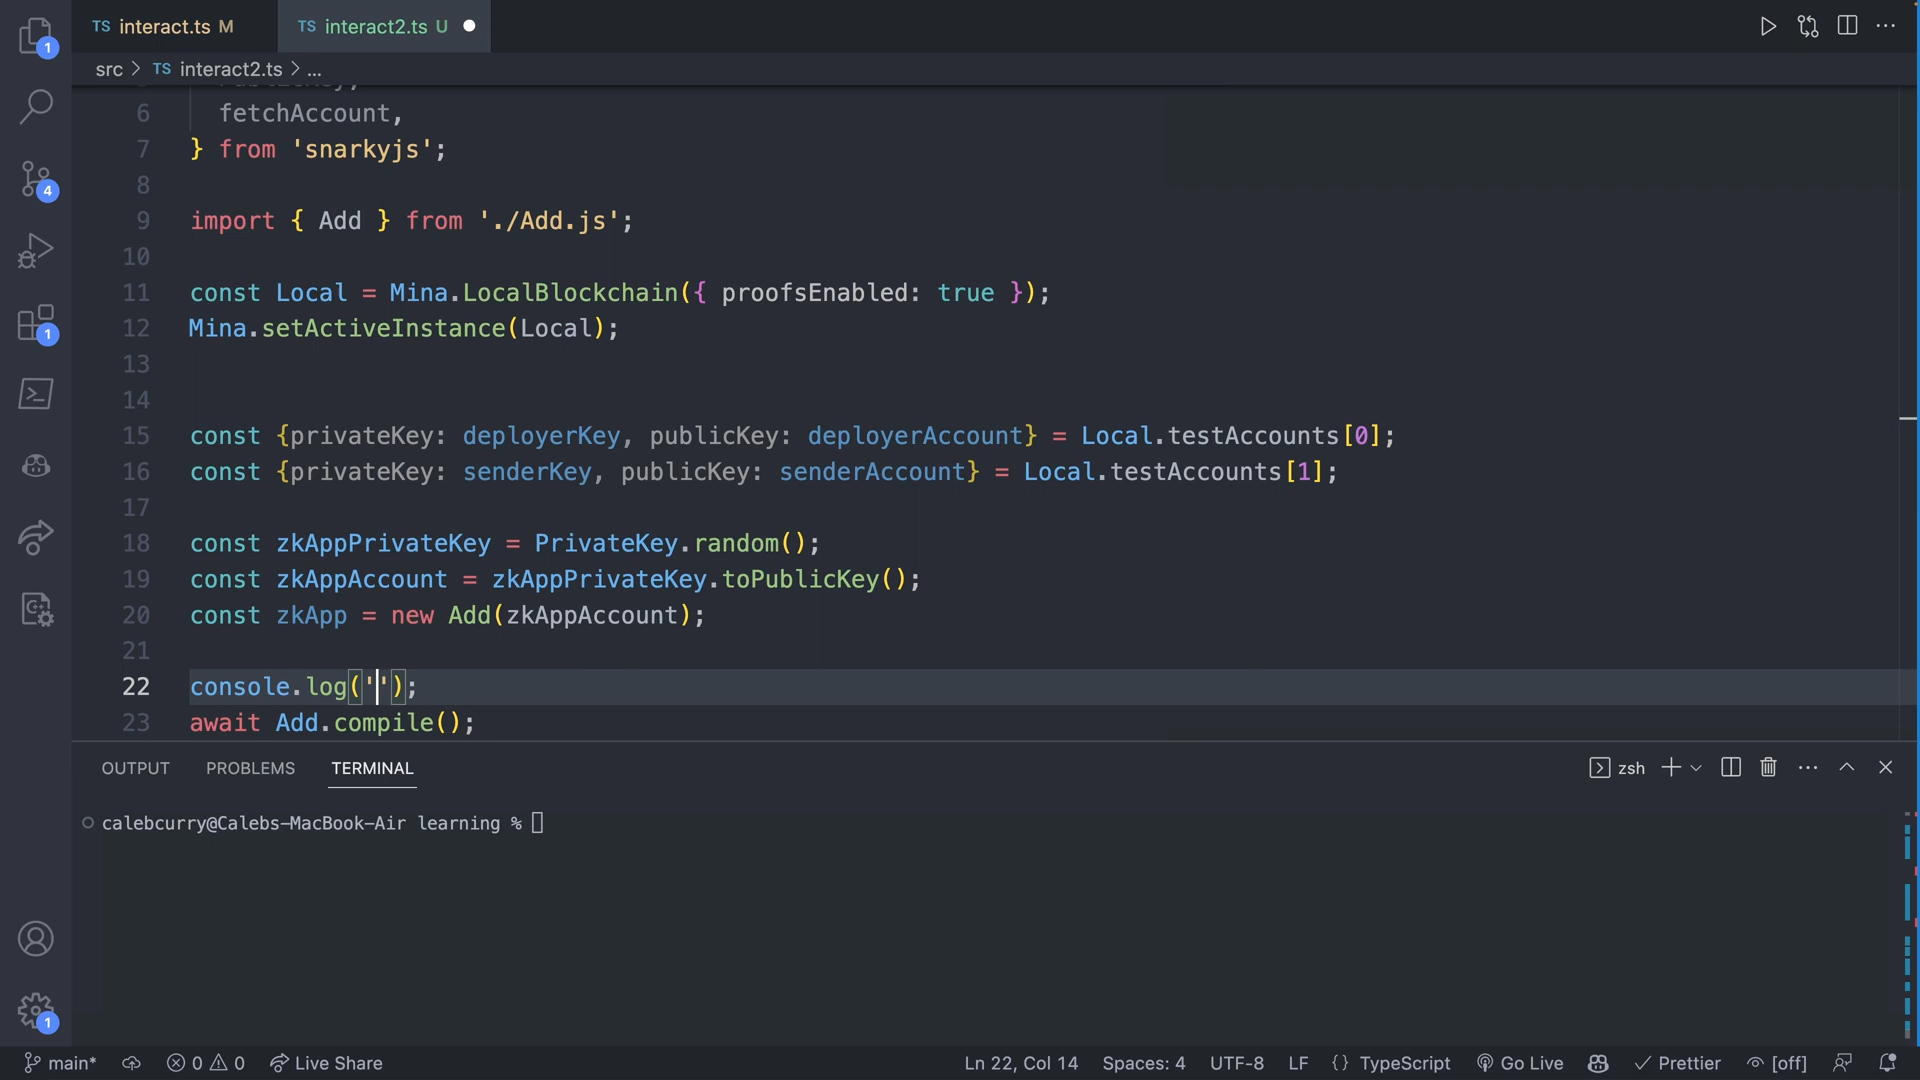 TS interact.ts M
TS interact2.ts U
src > TS interact2.ts > ...
6 fetchAccount,
7 } from 'snarkyjs';
8
9 import { Add } from './Add.js';
10
11 const Local = Mina.LocalBlockchain({ proofsEnabled: true });
12 Mina.setActiveInstance(Local);
13
14
15 const {privateKey: deployerKey, publicKey: deployerAccount} = Local.testAccounts[0];
16 const {privateKey: senderKey, publicKey: senderAccount} = Local.testAccounts[1];
17
18 const zkAppPrivateKey = PrivateKey.random();
19 const zkAppAccount = zkAppPrivateKey.toPublicKey();
20 const zkApp = new Add(zkAppAccount);
21
22 console.log('');
23 await Add.compile();
1
4
1
1
OUTPUT PROBLEMS TERMINAL
zsh
calebcurry@Calebs-MacBook-Air learning %
main* 0 0 Live Share Ln 22, Col 14 Spaces: 4 UTF-8 LF {} TypeScript Go Live Prettier [off]